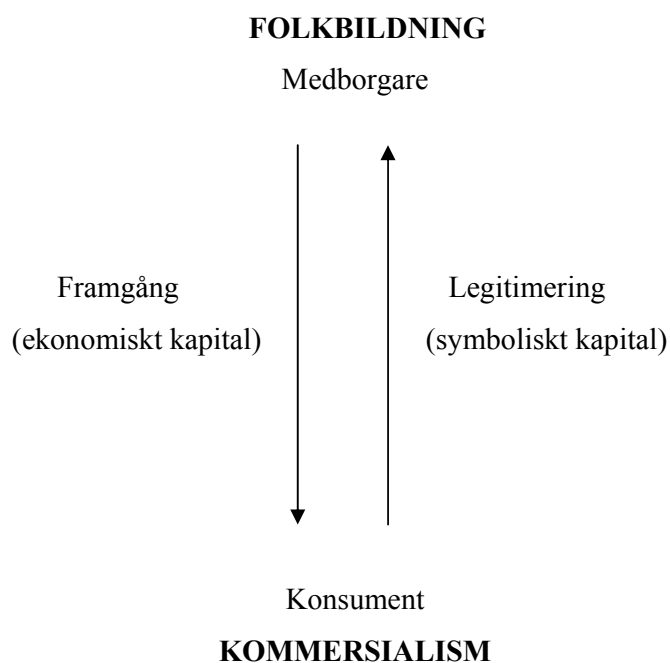 FOLKBILDNING
Medborgare
Framgång
(ekonomiskt kapital)
Legitimering
(symboliskt kapital)
Konsument
KOMMERSIALISM